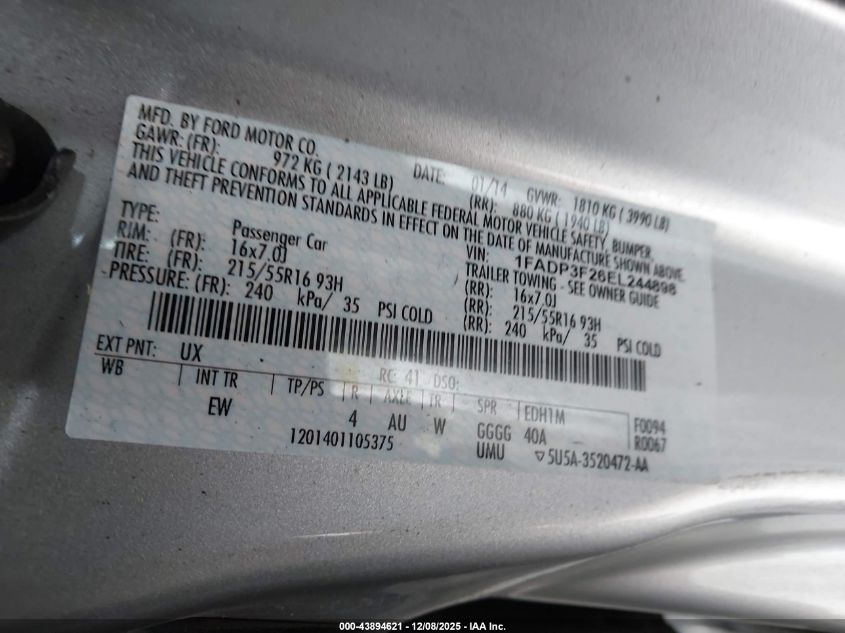 MFD. BY FORD MOTOR CO. DATE: 01/14 GVWR: 1810 KG ( 3990 LB)
GAWR: (FR): 972 KG ( 2143 LB) (RR): 880 KG ( 1940 LB)
THIS VEHICLE CONFORMS TO ALL APPLICABLE FEDERAL MOTOR VEHICLE SAFETY, BUMPER,
AND THEFT PREVENTION STANDARDS IN EFFECT ON THE DATE OF MANUFACTURE SHOWN ABOVE.
VIN: 1FADP3F26EL244898
TYPE: Passenger Car TRAILER TOWING - SEE OWNER GUIDE
RIM: (FR): 16x7.0J (RR): 16x7.0J
TIRE: (FR): 215/55R16 93H (RR): 215/55R16 93H
PRESSURE: (FR): 240 kPa/ 35 PSI COLD (RR): 240 kPa/ 35 PSI COLD
EXT PNT: UX RC: 41 DSO:
WB INT TR TP/PS R AXLE TR SPR EDH1M F0094
EW 4 AU W GGGG 40A R0067
1201401105375 UMU ▽5U5A-3520472-AA
000-43894621 - 12/08/2025 - IAA Inc.